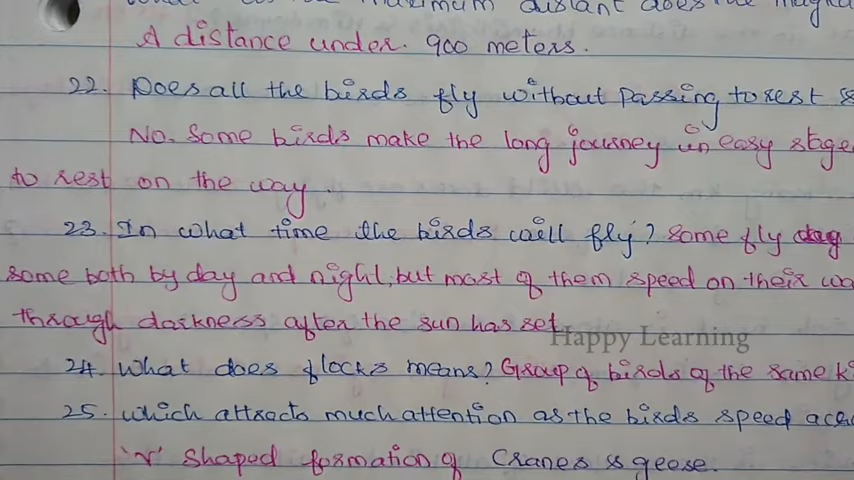 maximum distant does the
A distance under. 900 meters.
22. Does all the birds fly without passing to rest &
No. Some birds make the long journey in easy stage
to rest on the way.
23. In what time the birds will fly? Some fly day
some both by day and night, but most of them speed on their
through darkness after the sun has set
Happy Learning
24. What does flocks means? Group of birds of the same
25. which attracts much attention as the birds speed
'V' shaped formation of Cranes & geese.